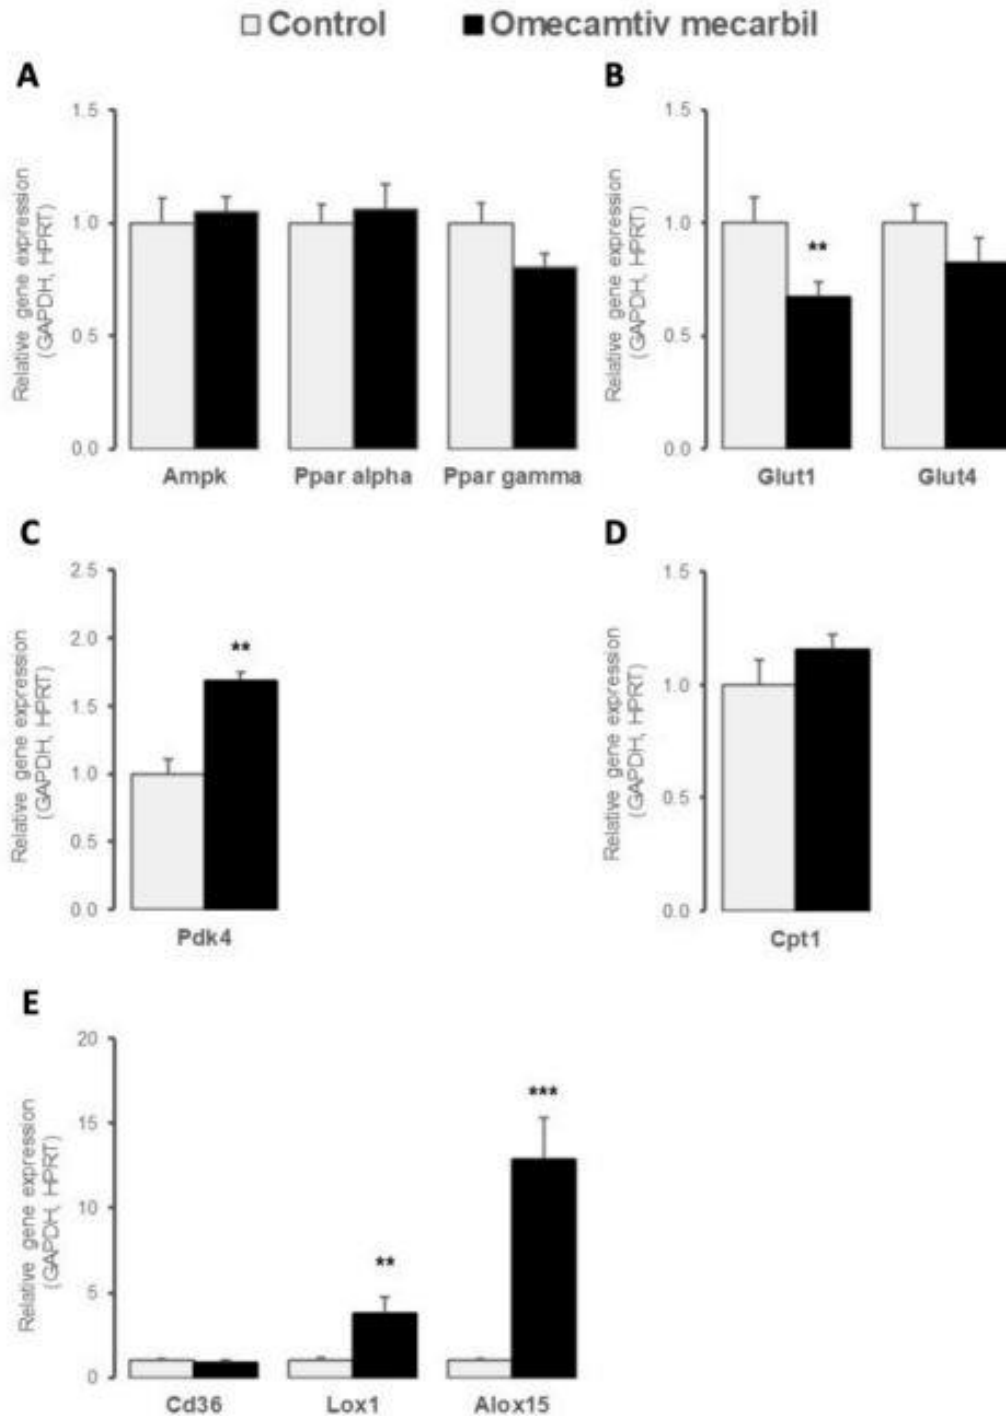 Control Omecamtiv mecarbil
A B
Relative gene expression
(GAPDH, HPRT)
1.5
1.0
0.5
0.0
Ampk Ppar alpha Ppar gamma
Relative gene expression
(GAPDH, HPRT)
1.5
1.0
0.5
0.0
**
Glut1 Glut4
C D
Relative gene expression
(GAPDH, HPRT)
2.5
2.0
1.5
1.0
0.5
0.0
**
Pdk4
Relative gene expression
(GAPDH, HPRT)
1.5
1.0
0.5
0.0
Cpt1
E
Relative gene expression
(GAPDH, HPRT)
20
15
10
5
0
**
***
Cd36 Lox1 Alox15